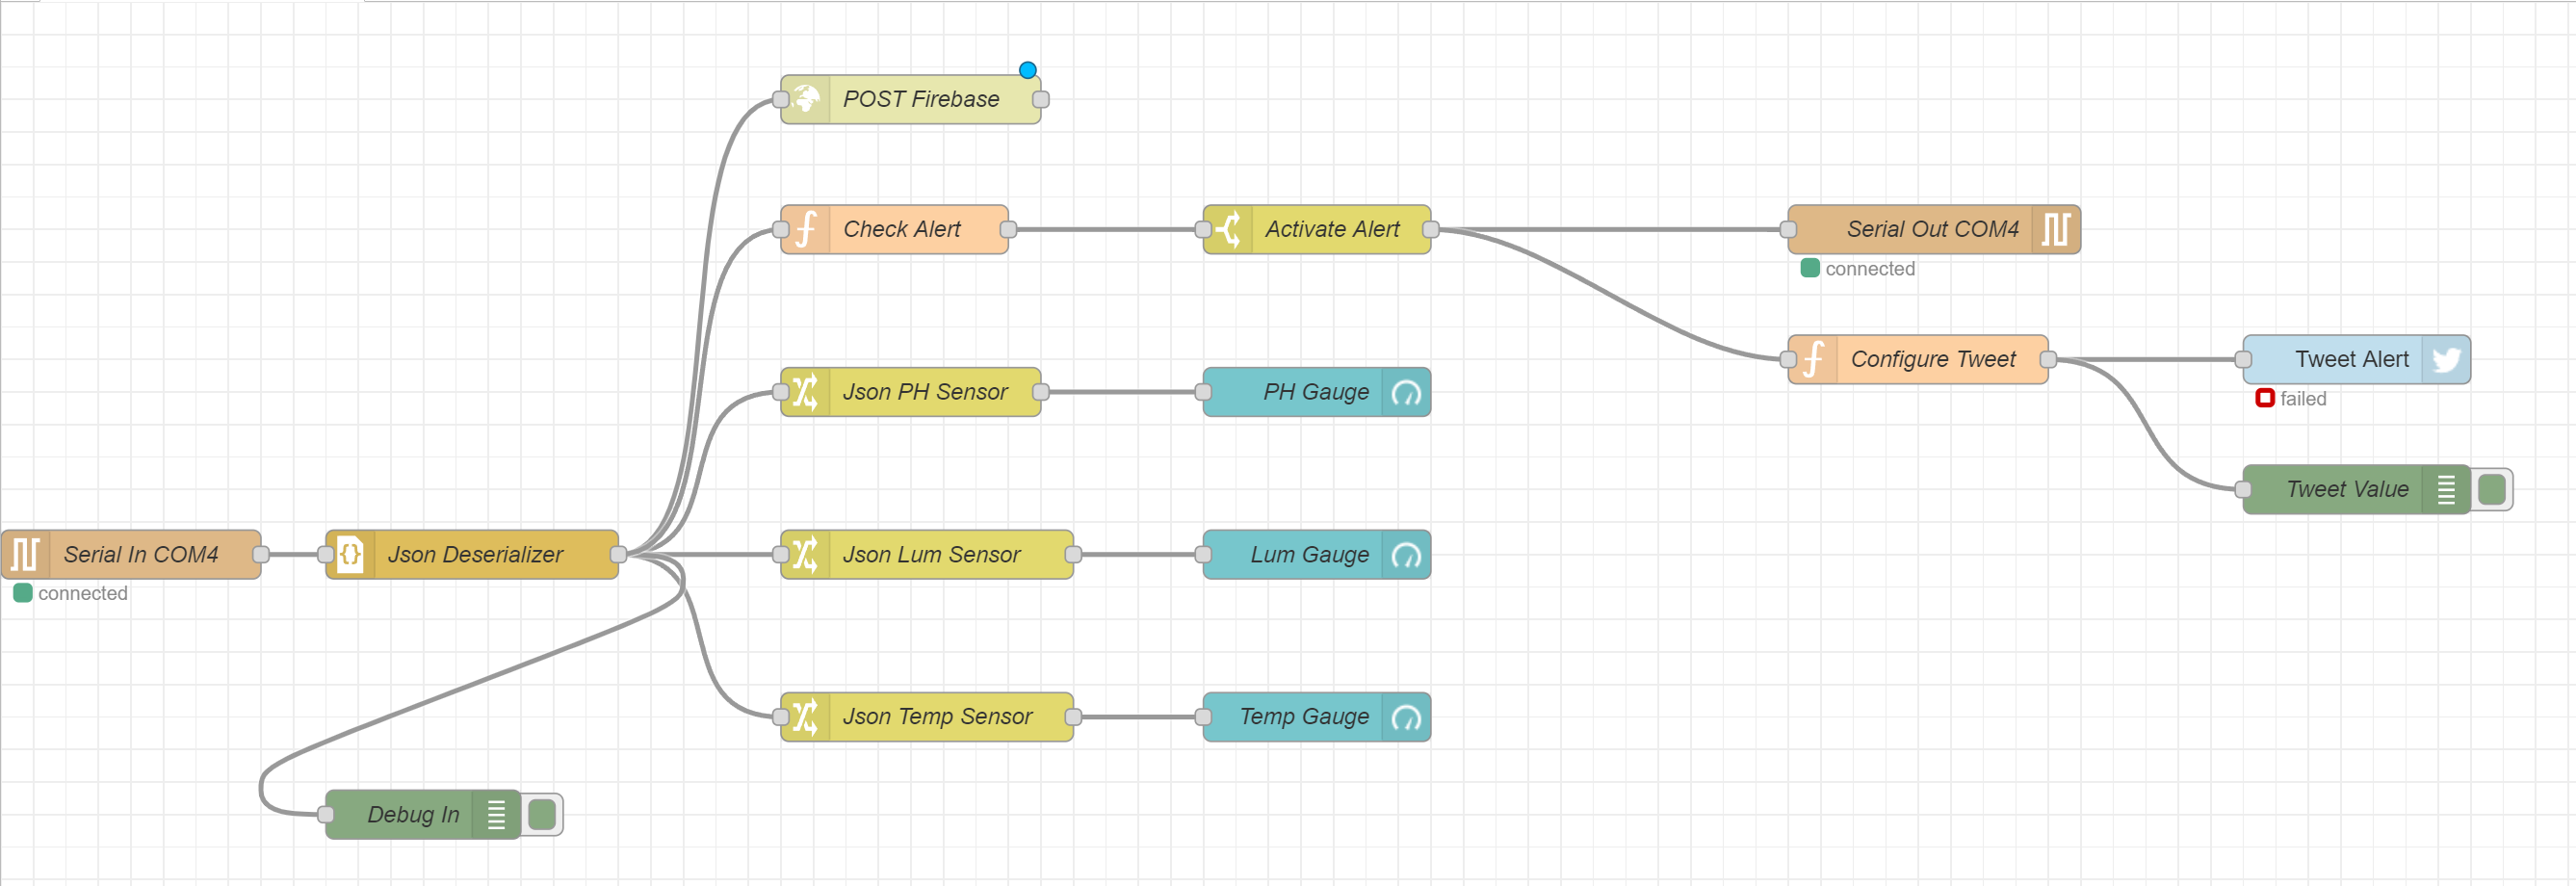 POST Firebase
Check Alert
Activate Alert
Serial Out COM4
connected
Configure Tweet
Tweet Alert
failed
Json PH Sensor
PH Gauge
Tweet Value
Serial In COM4
connected
Json Deserializer
Json Lum Sensor
Lum Gauge
Json Temp Sensor
Temp Gauge
Debug In